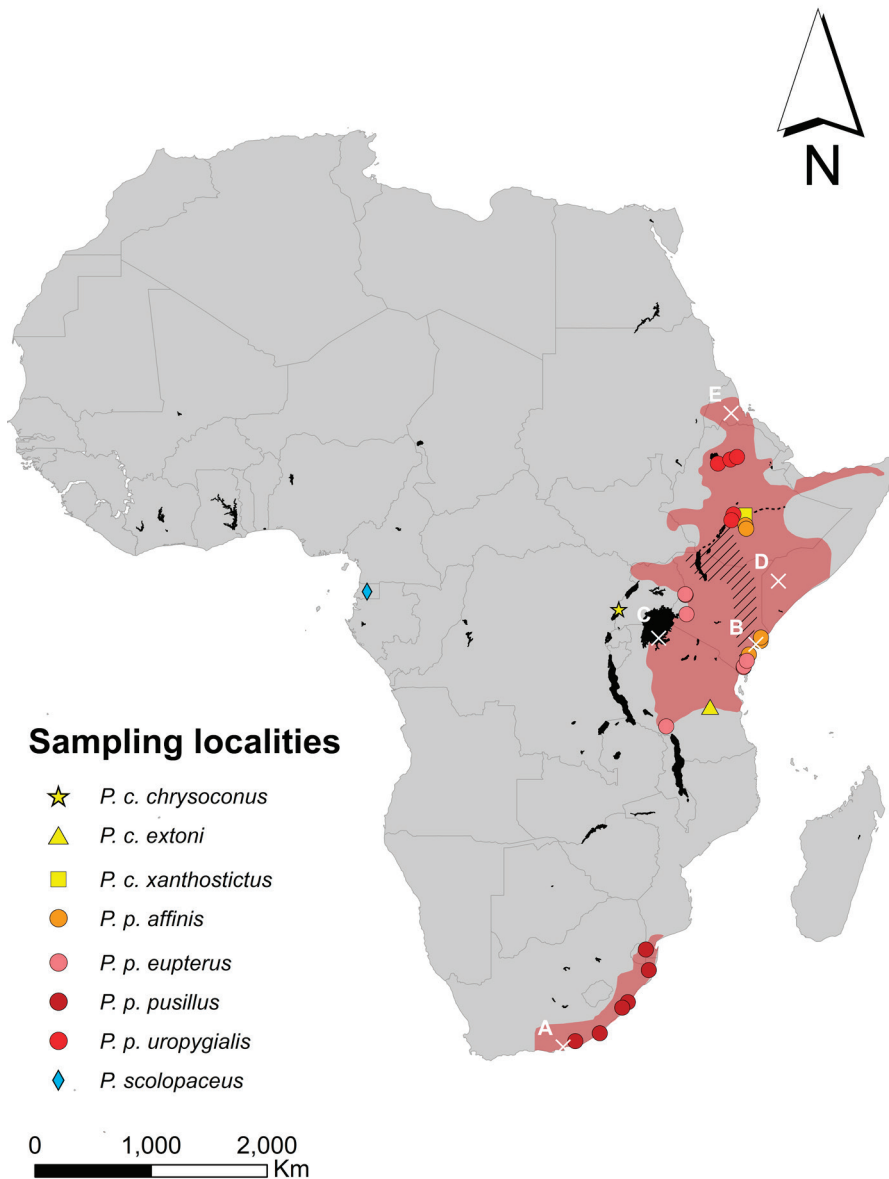 N
E
D
C
B
Sampling localities
P. c. chrysoconus
P. c. extoni
P. c. xanthostictus
P. p. affinis
P. p. eupterus
P. p. pusillus
P. p. uropygialis
P. scolopaceus
A
0 1,000 2,000
Km